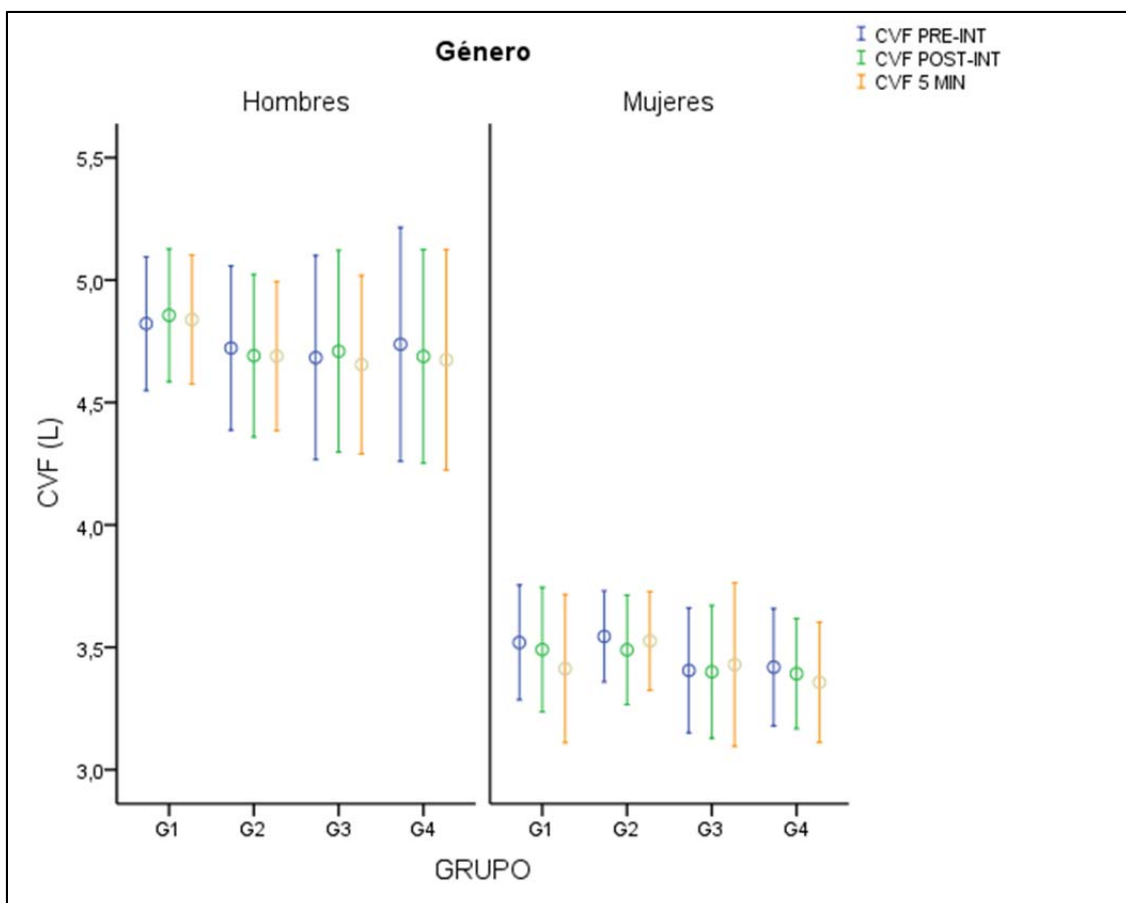 Género
CVF PRE-INT
CVF POST-INT
CVF 5 MIN
Hombres
Mujeres
CVF (L)
5,5
5,0
4,5
4,0
3,5
3,0
G1 G2 G3 G4
G1 G2 G3 G4
GRUPO